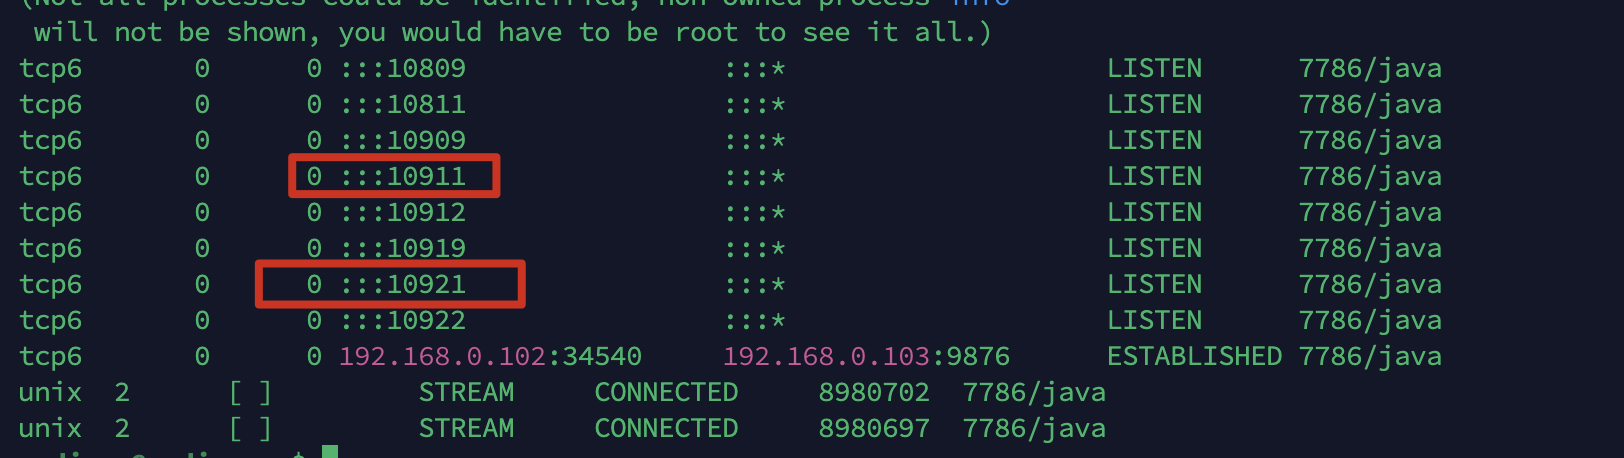 (Not all processes could be identified, non-owned process info
will not be shown, you would have to be root to see it all.)
tcp6 0 0 :::10809 :::* LISTEN 7786/java
tcp6 0 0 :::10811 :::* LISTEN 7786/java
tcp6 0 0 :::10909 :::* LISTEN 7786/java
tcp6 0 0 :::10911 :::* LISTEN 7786/java
tcp6 0 0 :::10912 :::* LISTEN 7786/java
tcp6 0 0 :::10919 :::* LISTEN 7786/java
tcp6 0 0 :::10921 :::* LISTEN 7786/java
tcp6 0 0 :::10922 :::* LISTEN 7786/java
tcp6 0 0 192.168.0.102:34540 192.168.0.103:9876 ESTABLISHED 7786/java
unix 2 [ ] STREAM CONNECTED 8980702 7786/java
unix 2 [ ] STREAM CONNECTED 8980697 7786/java